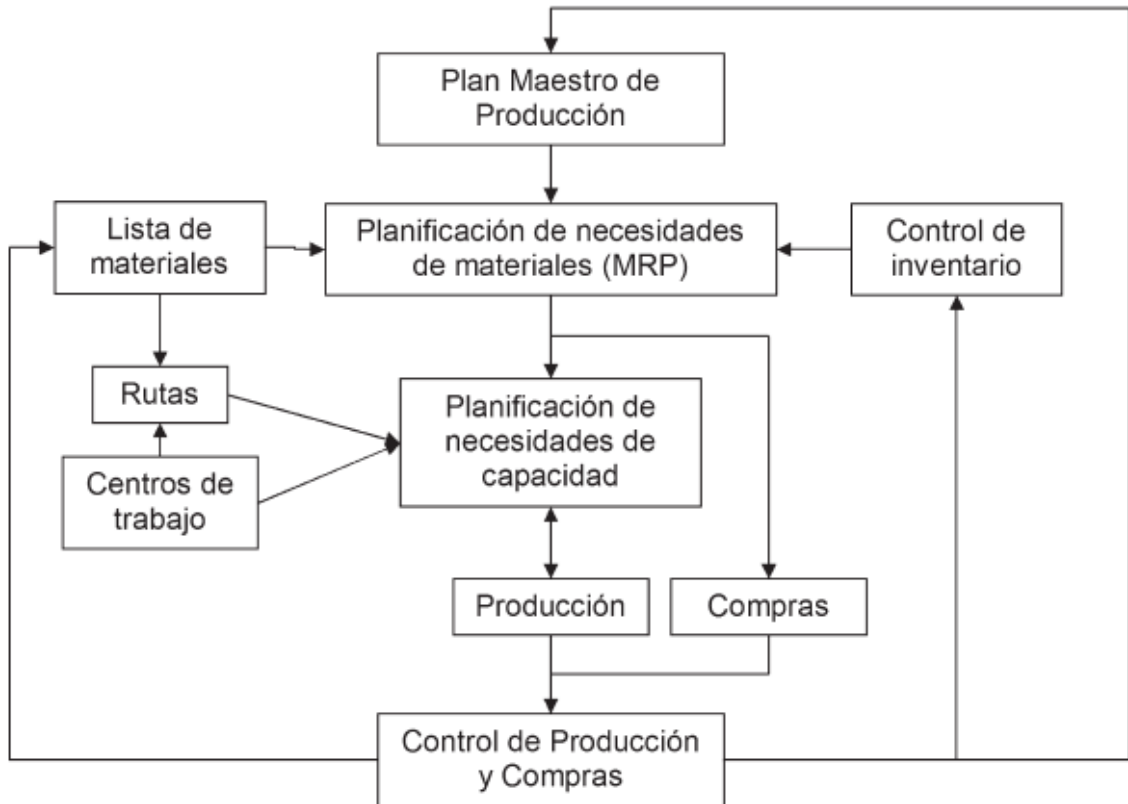 Plan Maestro de
Producción
Lista de
materiales
Planificación de necesidades
de materiales (MRP)
Control de
inventario
Rutas
Planificación de
necesidades de
capacidad
Centros de
trabajo
Producción
Compras
Control de Producción
y Compras